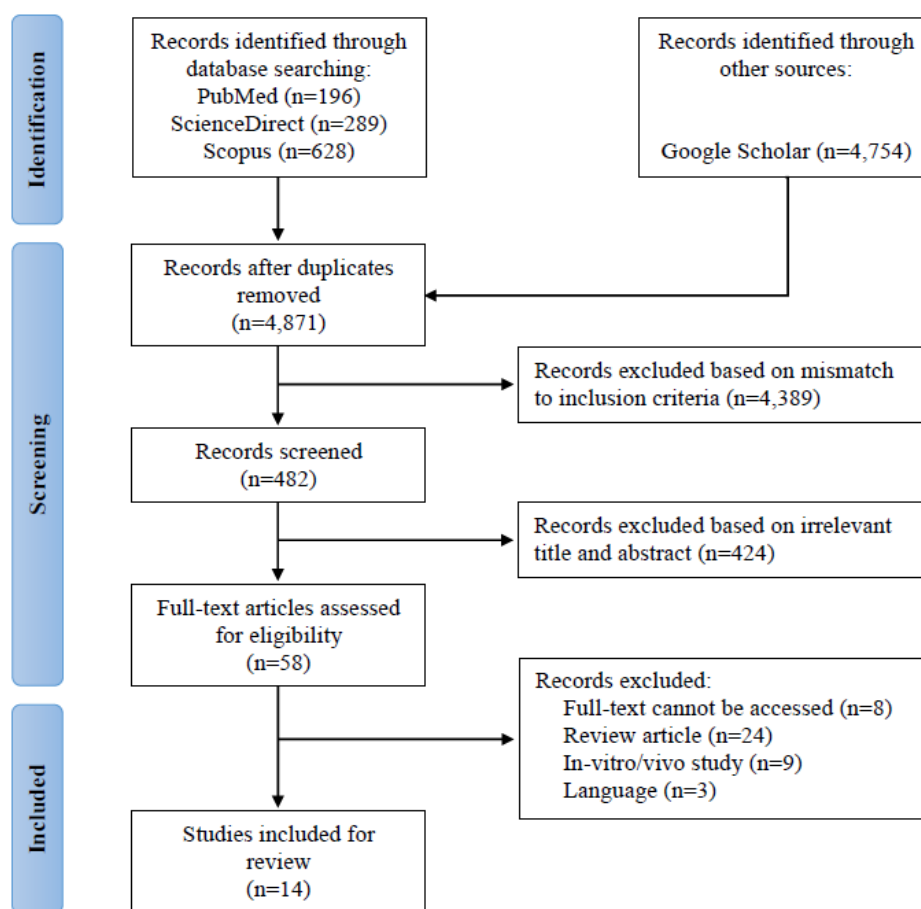 Identification
Records identified through
database searching:
PubMed (n=196)
ScienceDirect (n=289)
Scopus (n=628)
Records identified through
other sources:
Google Scholar (n=4,754)
Screening
Records after duplicates
removed
(n=4,871)
Records excluded based on mismatch
to inclusion criteria (n=4,389)
Records screened
(n=482)
Records excluded based on irrelevant
title and abstract (n=424)
Full-text articles assessed
for eligibility
(n=58)
Included
Records excluded:
Full-text cannot be accessed (n=8)
Review article (n=24)
In-vitro/vivo study (n=9)
Language (n=3)
Studies included for
review
(n=14)